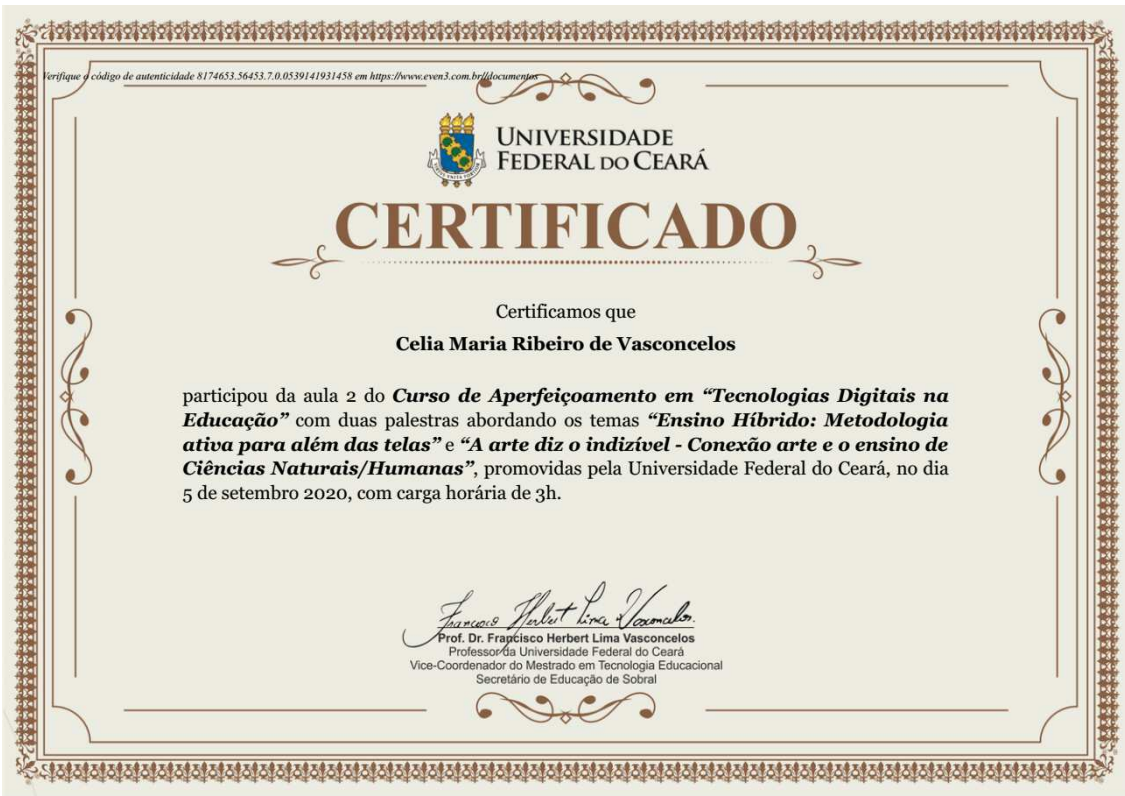 Verifique o código de autenticidade 8174653.56453.7.0.0539141931458 em https://www.even3.com.br//documentos
UNIVERSIDADE
FEDERAL DO CEARÁ
CERTIFICADO
Certificamos que
Celia Maria Ribeiro de Vasconcelos
participou da aula 2 do Curso de Aperfeiçoamento em “Tecnologias Digitais na
Educação” com duas palestras abordando os temas “Ensino Híbrido: Metodologia
ativa para além das telas” e “A arte diz o indizível - Conexão arte e o ensino de
Ciências Naturais/Humanas”, promovidas pela Universidade Federal do Ceará, no dia
5 de setembro 2020, com carga horária de 3h.
Francisco Herbert Lima Vasconcelos
Prof. Dr. Francisco Herbert Lima Vasconcelos
Professor da Universidade Federal do Ceará
Vice-Coordenador do Mestrado em Tecnologia Educacional
Secretário de Educação de Sobral